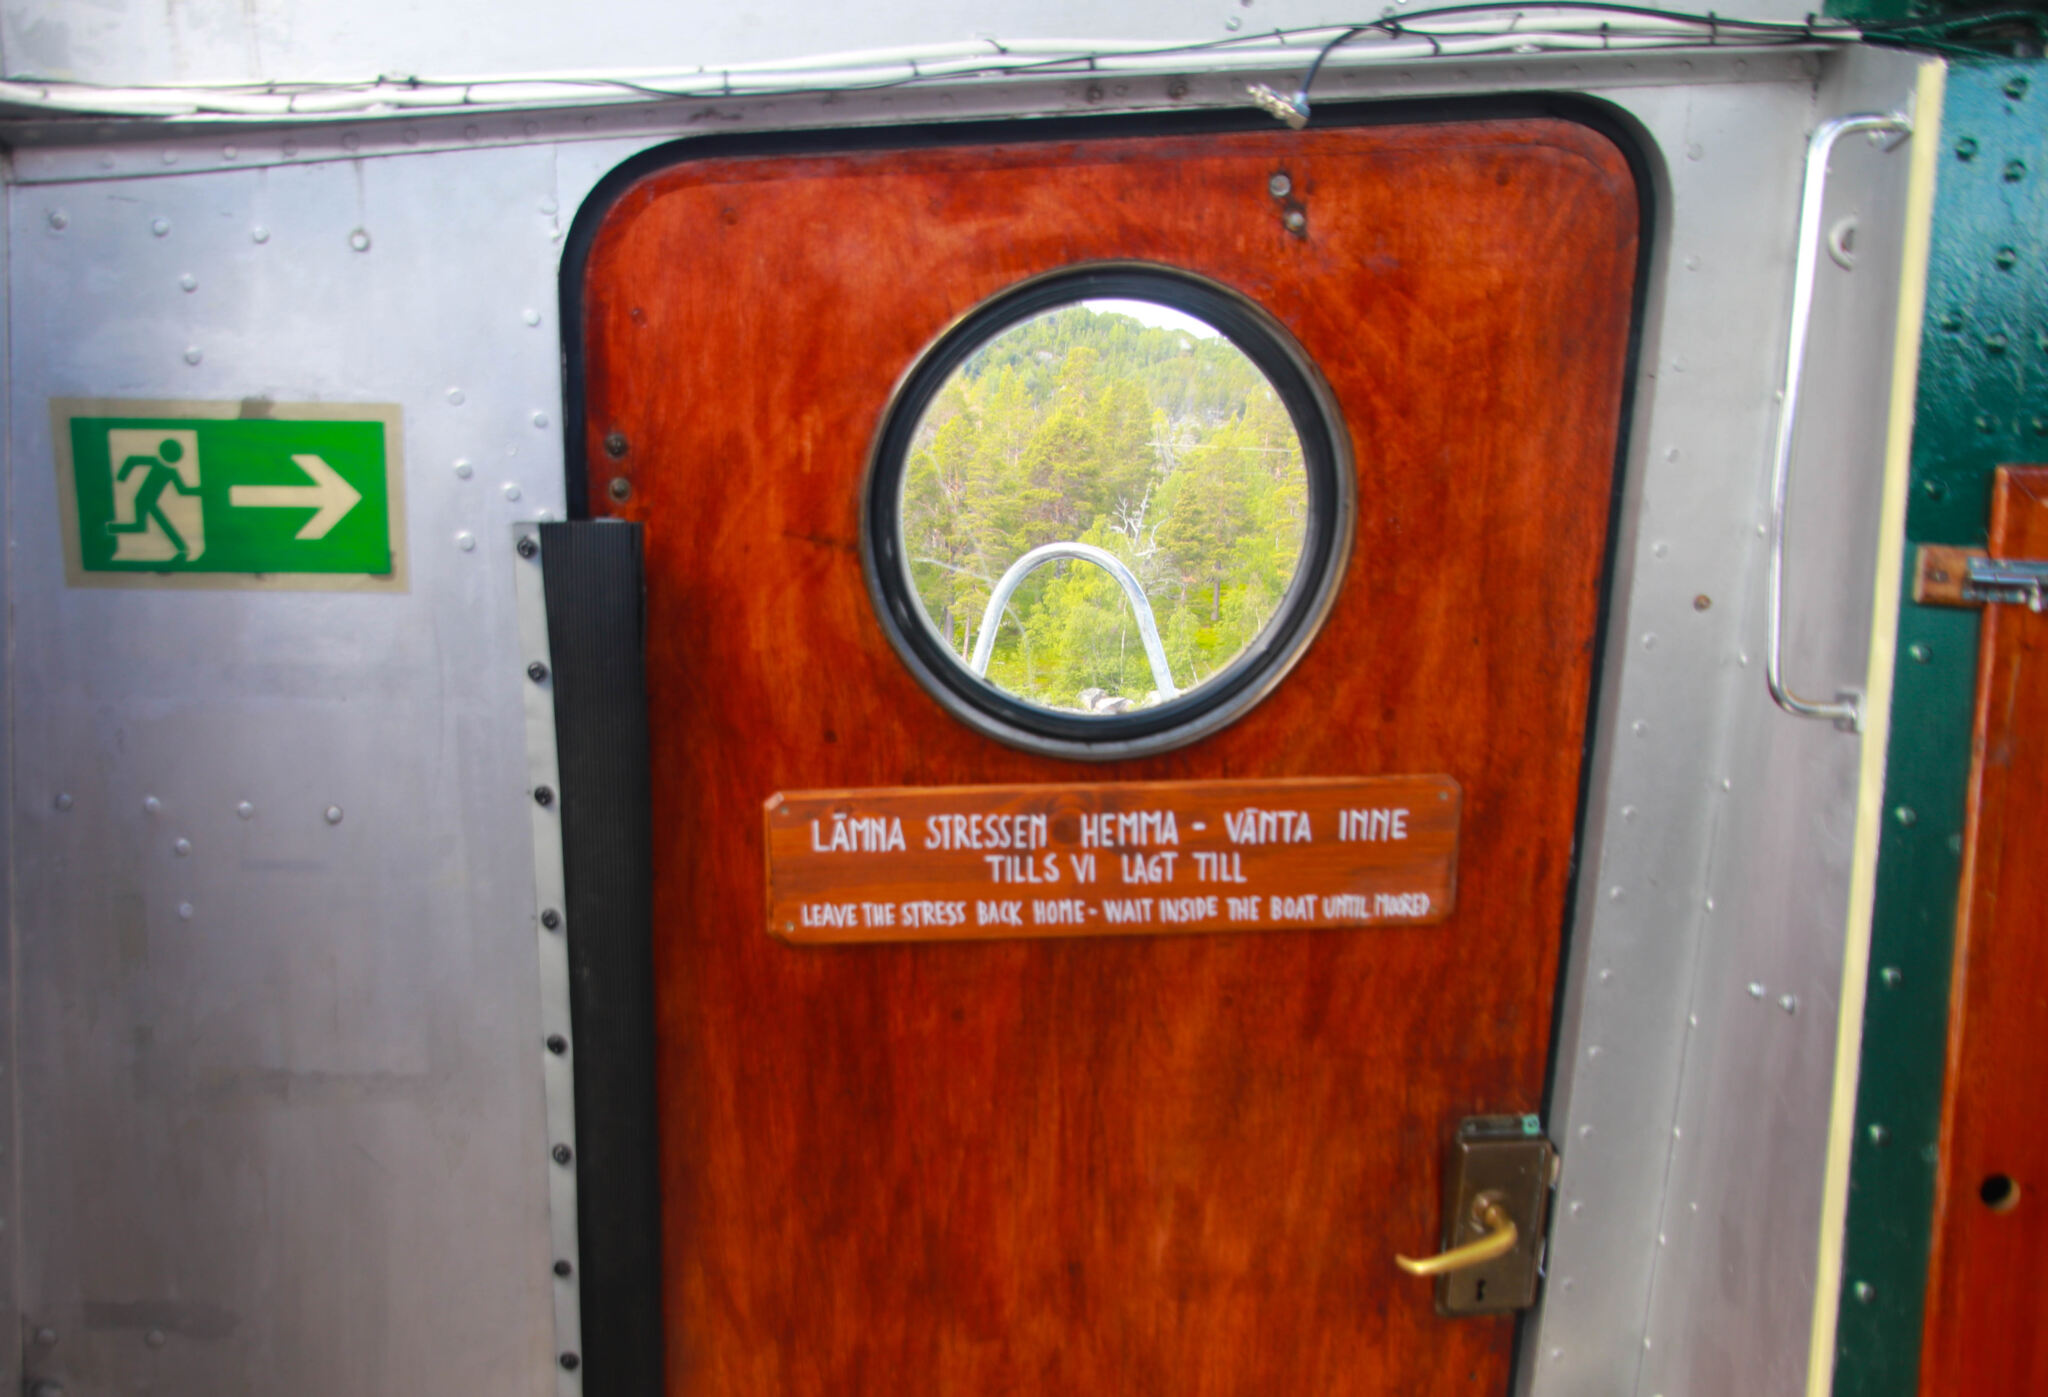 LÄMNA STRESSEN HEMMA - VÄNTA INNE
TILLS VI LAGT TILL
LEAVE THE STRESS BACK HOME - WAIT INSIDE THE BOAT UNTIL MOORED